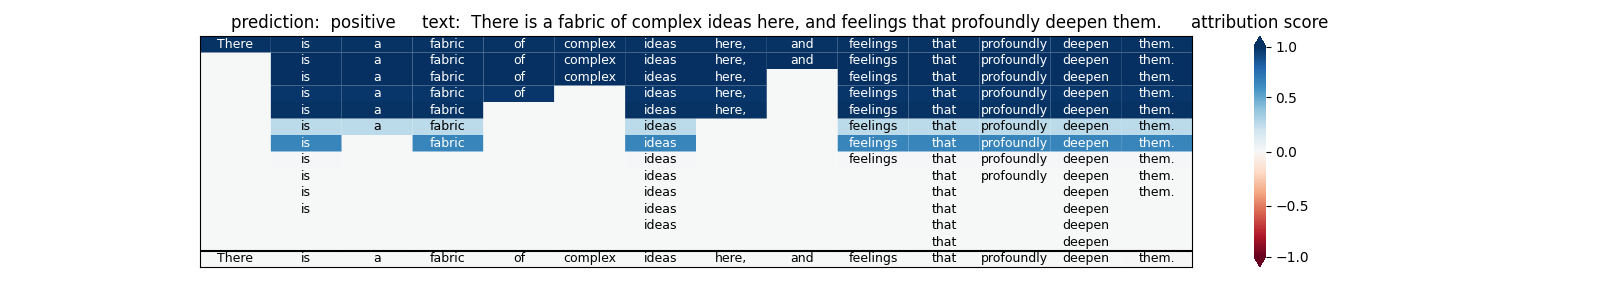 prediction: positive text: There is a fabric of complex ideas here, and feelings that profoundly deepen them. attribution score
There is a fabric of complex ideas here, and feelings that profoundly deepen them. 1.0
is a fabric of complex ideas here, and feelings that profoundly deepen them.
is a fabric of complex ideas here, feelings that profoundly deepen them.
is a fabric of ideas here, feelings that profoundly deepen them. 0.5
is a fabric ideas here, feelings that profoundly deepen them.
is a fabric ideas feelings that profoundly deepen them.
is fabric ideas feelings that profoundly deepen them.
is ideas feelings that profoundly deepen them. 0.0
is ideas that profoundly deepen them.
is ideas that deepen them.
is ideas that deepen −0.5
ideas that deepen
that deepen
There is a fabric of complex ideas here, and feelings that profoundly deepen them. −1.0